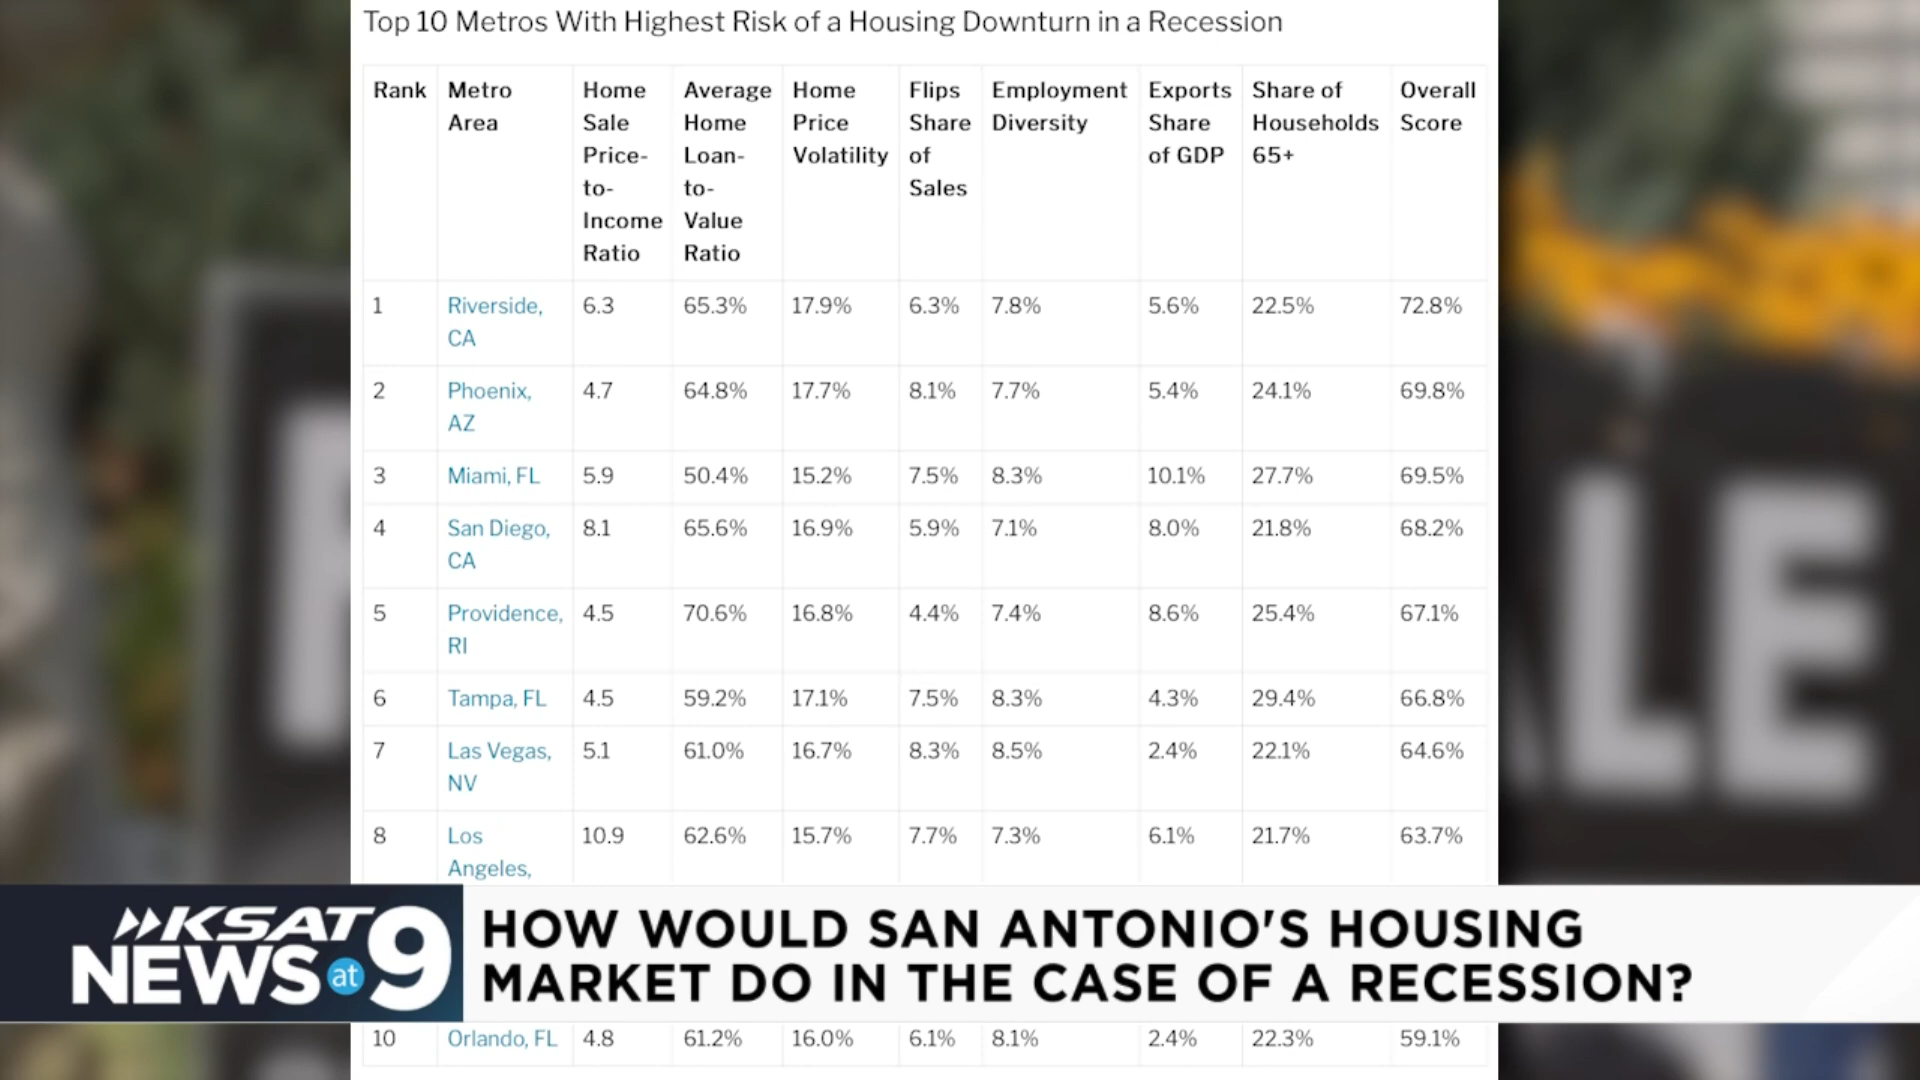 Top 10 Metros With Highest Risk of a Housing Downturn in a Recession
Rank Metro Area Home Sale Price-to-Income Ratio Average Home Loan-to-Value Ratio Home Price Volatility Flips Share of Sales Employment Diversity Exports Share of GDP Share of Households 65+ Overall Score
1 Riverside, CA 6.3 65.3% 17.9% 6.3% 7.8% 5.6% 22.5% 72.8%
2 Phoenix, AZ 4.7 64.8% 17.7% 8.1% 7.7% 5.4% 24.1% 69.8%
3 Miami, FL 5.9 50.4% 15.2% 7.5% 8.3% 10.1% 27.7% 69.5%
4 San Diego, CA 8.1 65.6% 16.9% 5.9% 7.1% 8.0% 21.8% 68.2%
5 Providence, RI 4.5 70.6% 16.8% 4.4% 7.4% 8.6% 25.4% 67.1%
6 Tampa, FL 4.5 59.2% 17.1% 7.5% 8.3% 4.3% 29.4% 66.8%
7 Las Vegas, NV 5.1 61.0% 16.7% 8.3% 8.5% 2.4% 22.1% 64.6%
8 Los Angeles, 10.9 62.6% 15.7% 7.7% 7.3% 6.1% 21.7% 63.7%
KSAT
NEWS at 9
HOW WOULD SAN ANTONIO'S HOUSING
MARKET DO IN THE CASE OF A RECESSION?
10 Orlando, FL 4.8 61.2% 16.0% 6.1% 8.1% 2.4% 22.3% 59.1%